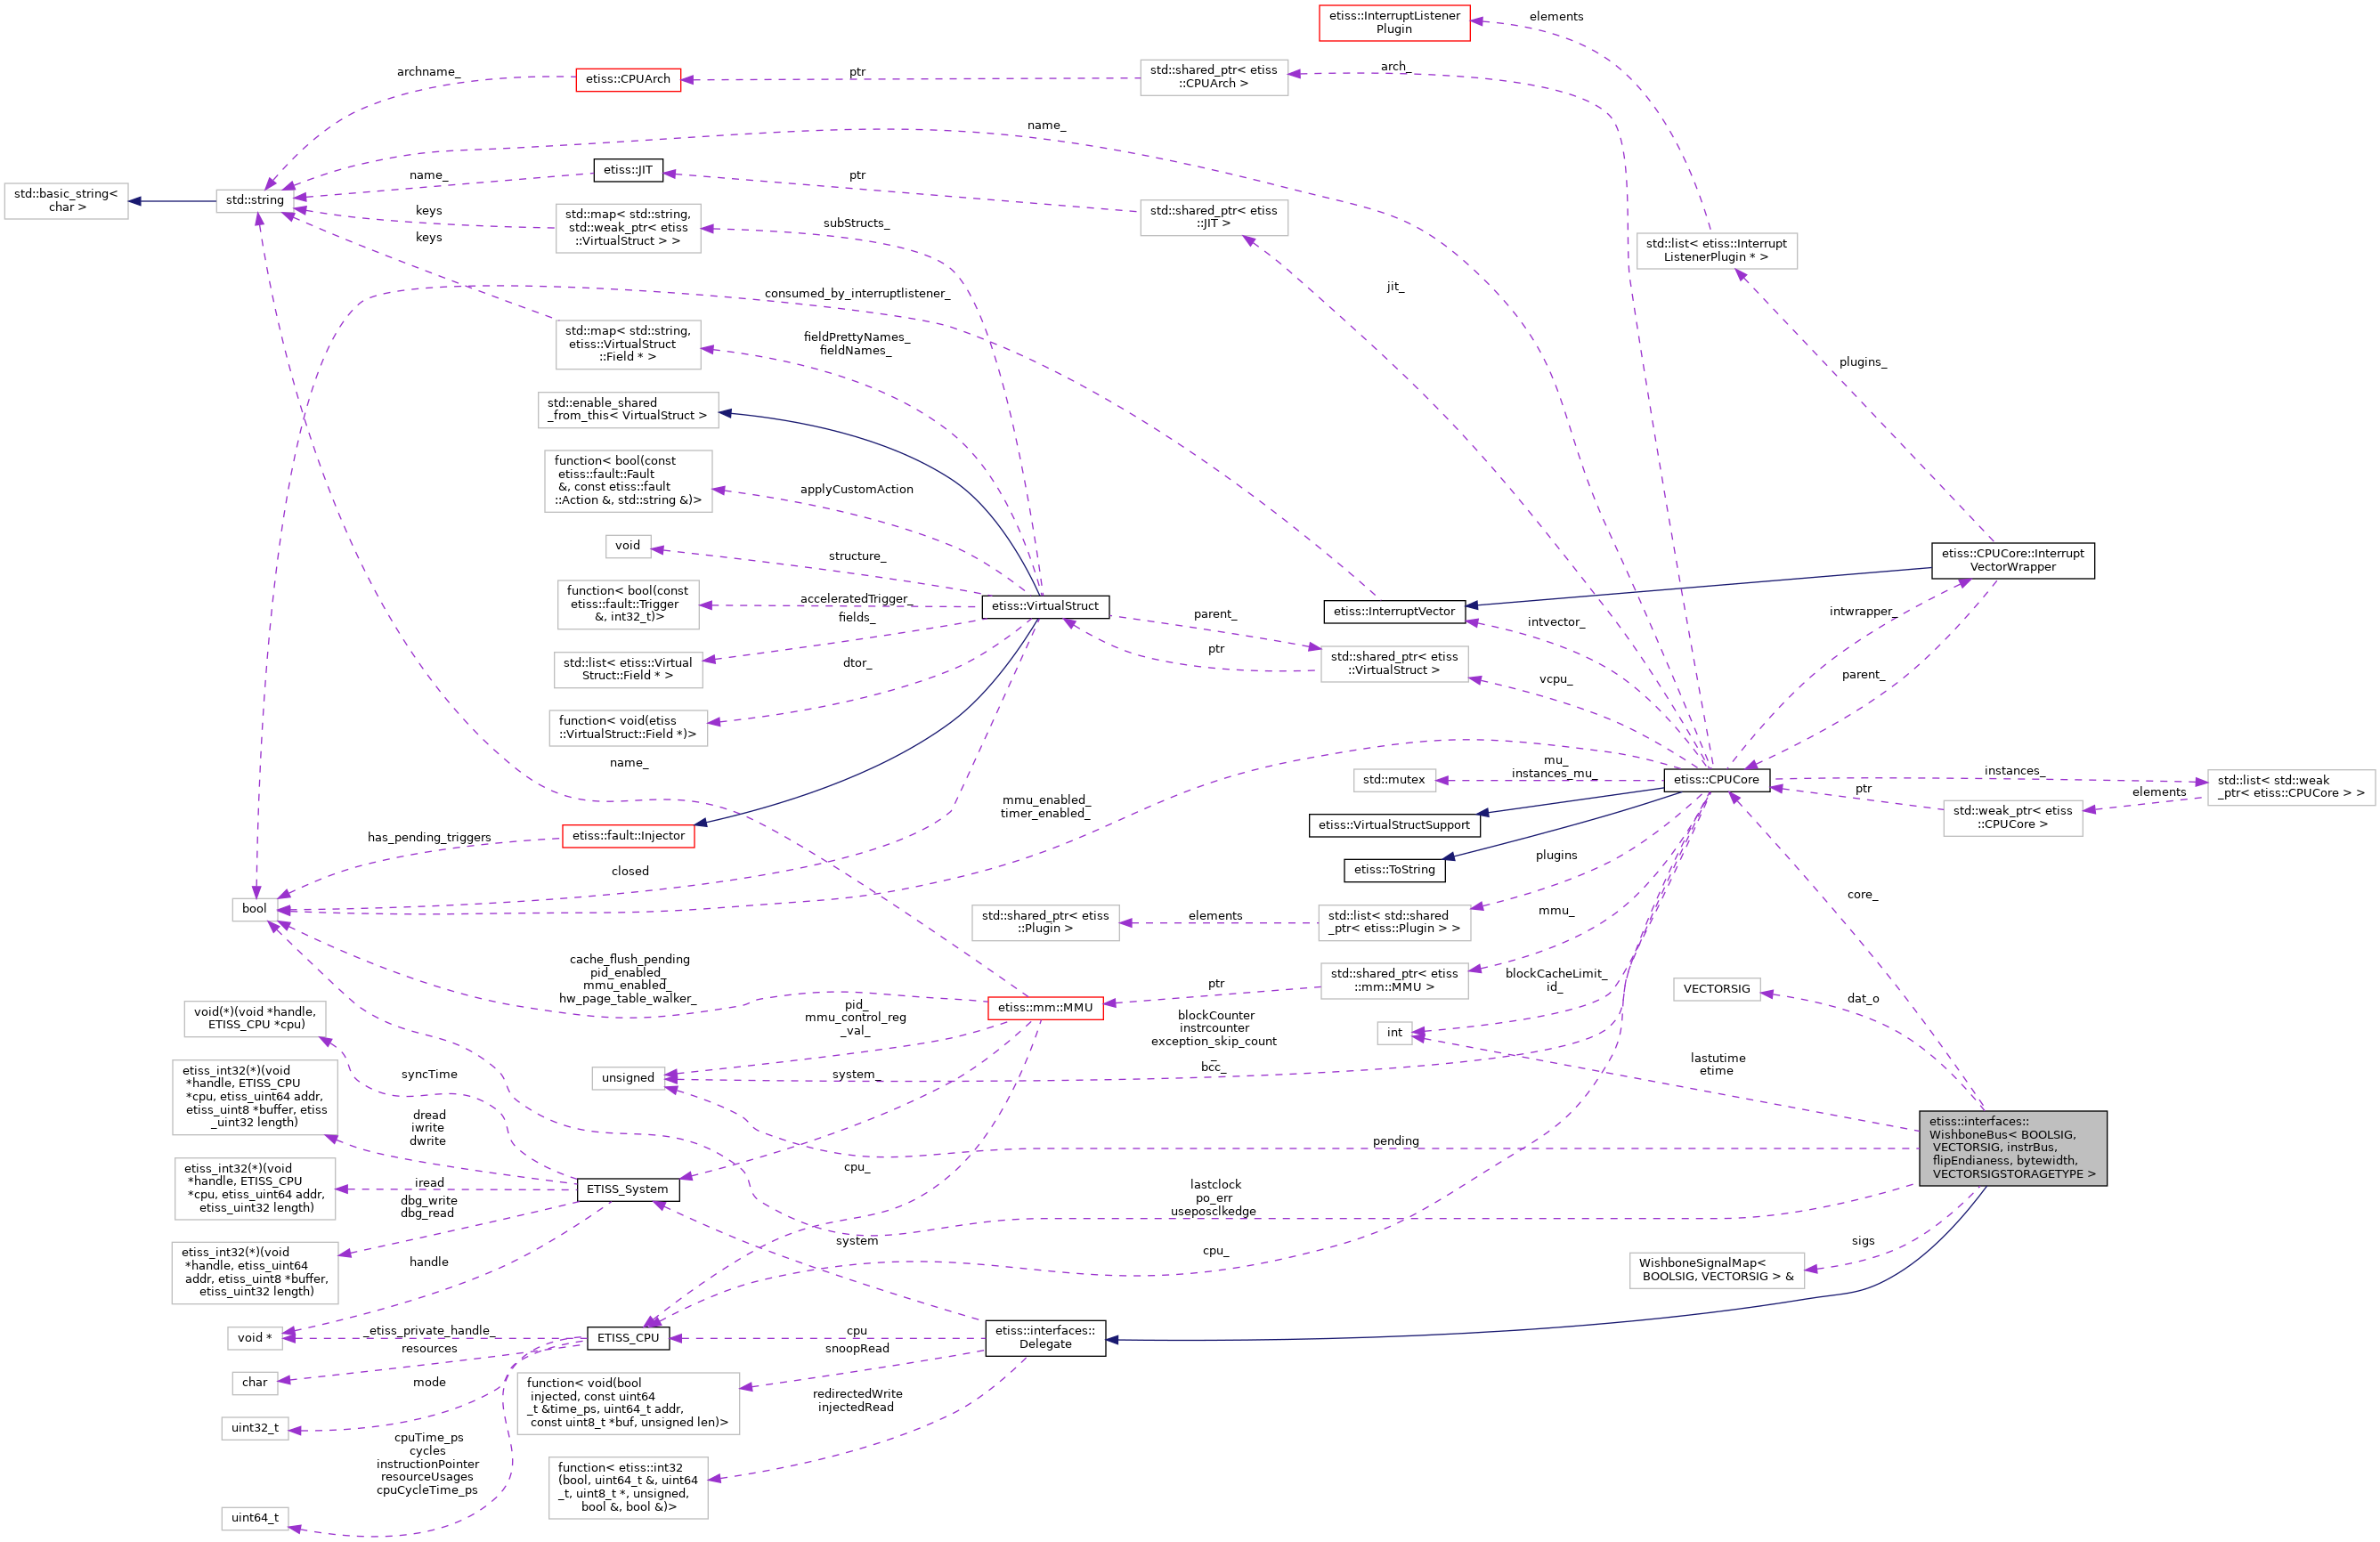 etiss::InterruptListener
Plugin
elements
etiss::CPUArch
archname_
ptr
std::shared_ptr< etiss
::CPUArch >
arch_
name_
std::basic_string<
char >
std::string
name_
etiss::JIT
ptr
std::shared_ptr< etiss
::JIT >
keys
std::map< std::string,
std::weak_ptr< etiss
::VirtualStruct > >
subStructs_
keys
std::list< etiss::Interrupt
ListenerPlugin * >
jit_
consumed_by_interruptlistener_
std::map< std::string,
etiss::VirtualStruct
::Field * >
fieldPrettyNames_
fieldNames_
plugins_
std::enable_shared
_from_this< VirtualStruct >
function< bool(const
etiss::fault::Fault
&, const etiss::fault
::Action &, std::string &)>
applyCustomAction
void
structure_
etiss::CPUCore::Interrupt
VectorWrapper
function< bool(const
etiss::fault::Trigger
&, int32_t)>
acceleratedTrigger_
fields_
etiss::VirtualStruct
parent_
ptr
etiss::InterruptVector
intvector_
intwrapper_
std::list< etiss::Virtual
Struct::Field * >
dtor_
std::shared_ptr< etiss
::VirtualStruct >
vcpu_
parent_
function< void(etiss
::VirtualStruct::Field *)>
name_
std::mutex
mu_
instances_mu_
etiss::CPUCore
instances_
ptr
elements
std::list< std::weak
_ptr< etiss::CPUCore > >
std::weak_ptr< etiss
::CPUCore >
mmu_enabled_
timer_enabled_
has_pending_triggers
etiss::fault::Injector
etiss::VirtualStructSupport
closed
etiss::ToString
plugins
bool
std::shared_ptr< etiss
::Plugin >
elements
std::list< std::shared
_ptr< etiss::Plugin > >
mmu_
core_
cache_flush_pending
pid_enabled_
mmu_enabled_
hw_page_table_walker_
ptr
std::shared_ptr< etiss
::mm::MMU >
blockCacheLimit_
id_
VECTORSIG
dat_o
void(*)(void *handle,
ETISS_CPU *cpu)
pid_
mmu_control_reg
_val_
etiss::mm::MMU
blockCounter
instrcounter
exception_skip_count
_
bcc_
int
lastutime
etime
etiss_int32(*)(void
*handle, ETISS_CPU
*cpu, etiss_uint64 addr,
etiss_uint8 *buffer, etiss
_uint32 length)
syncTime
unsigned
system_
dread
iwrite
dwrite
pending
etiss::interfaces::
WishboneBus< BOOLSIG,
VECTORSIG, instrBus,
flipEndianess, bytewidth,
VECTORSIGSTORAGETYPE >
etiss_int32(*)(void
*handle, ETISS_CPU
*cpu, etiss_uint64 addr,
etiss_uint32 length)
iread
dbg_write
dbg_read
ETISS_System
cpu_
lastclock
po_err
useposclkedge
etiss_int32(*)(void
*handle, etiss_uint64
addr, etiss_uint8 *buffer,
etiss_uint32 length)
handle
system
cpu_
WishboneSignalMap<
BOOLSIG, VECTORSIG > &
sigs
void *
_etiss_private_handle_
resources
ETISS_CPU
cpu
snoopRead
etiss::interfaces::
Delegate
char
mode
function< void(bool
injected, const uint64
_t &time_ps, uint64_t addr,
const uint8_t *buf, unsigned len)>
redirectedWrite
injectedRead
uint32_t
cpuTime_ps
cycles
instructionPointer
resourceUsages
cpuCycleTime_ps
function< etiss::int32
(bool, uint64_t &, uint64
_t, uint8_t *, unsigned,
bool &, bool &)>
uint64_t